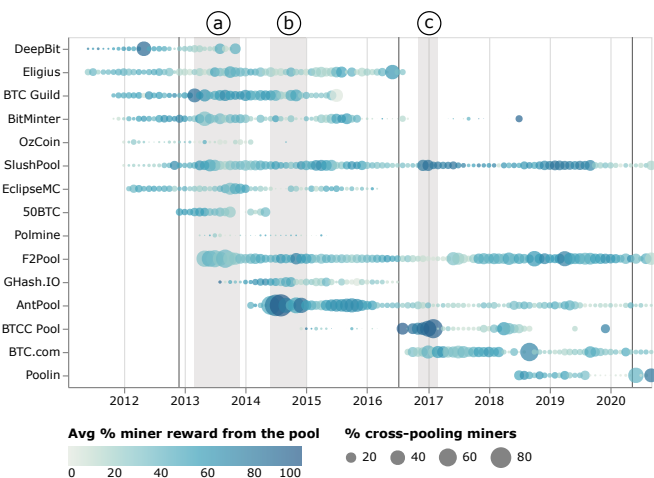 a b c
DeepBit
Eligius
BTC Guild
BitMinter
OzCoin
SlushPool
EclipseMC
50BTC
Polmine
F2Pool
GHash.IO
AntPool
BTCC Pool
BTC.com
Poolin
2012 2013 2014 2015 2016 2017 2018 2019 2020
Avg % miner reward from the pool % cross-pooling miners
20 40 60 80
0 20 40 60 80 100